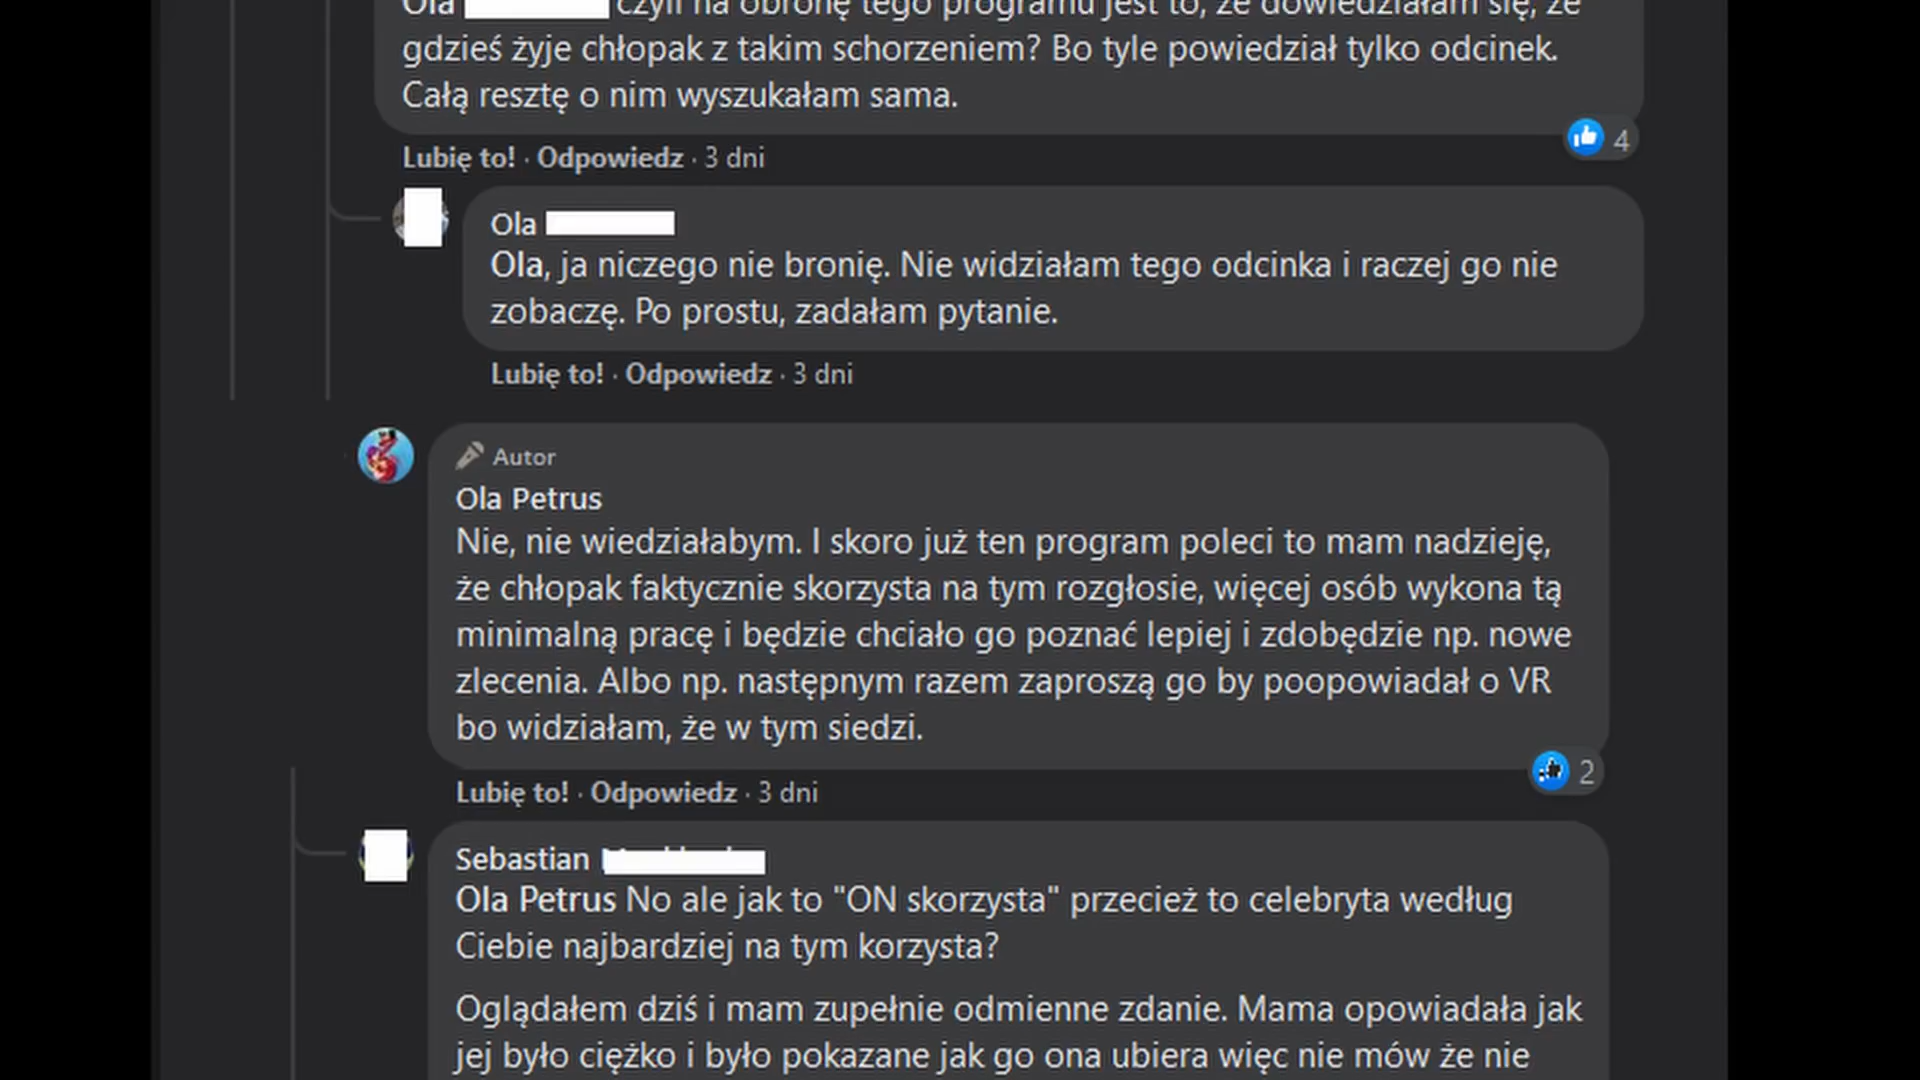 Ola czyli na obronę tego programu jest to, że dowiedziałam się, że
gdzieś żyje chłopak z takim schorzeniem? Bo tyle powiedział tylko odcinek.
Całą resztę o nim wyszukałam sama.
4
Lubię to! · Odpowiedz · 3 dni
Ola
Ola, ja niczego nie bronię. Nie widziałam tego odcinka i raczej go nie
zobaczę. Po prostu, zadałam pytanie.
Lubię to! · Odpowiedz · 3 dni
Autor
Ola Petrus
Nie, nie wiedziałabym. I skoro już ten program poleci to mam nadzieję,
że chłopak faktycznie skorzysta na tym rozgłosie, więcej osób wykona tą
minimalną pracę i będzie chciało go poznać lepiej i zdobędzie np. nowe
zlecenia. Albo np. następnym razem zaproszą go by poopowiadał o VR
bo widziałam, że w tym siedzi.
2
Lubię to! · Odpowiedz · 3 dni
Sebastian
Ola Petrus No ale jak to "ON skorzysta" przecież to celebryta według
Ciebie najbardziej na tym korzysta?
Oglądałem dziś i mam zupełnie odmienne zdanie. Mama opowiadała jak
jej było ciężko i było pokazane jak go ona ubiera więc nie mów że nie